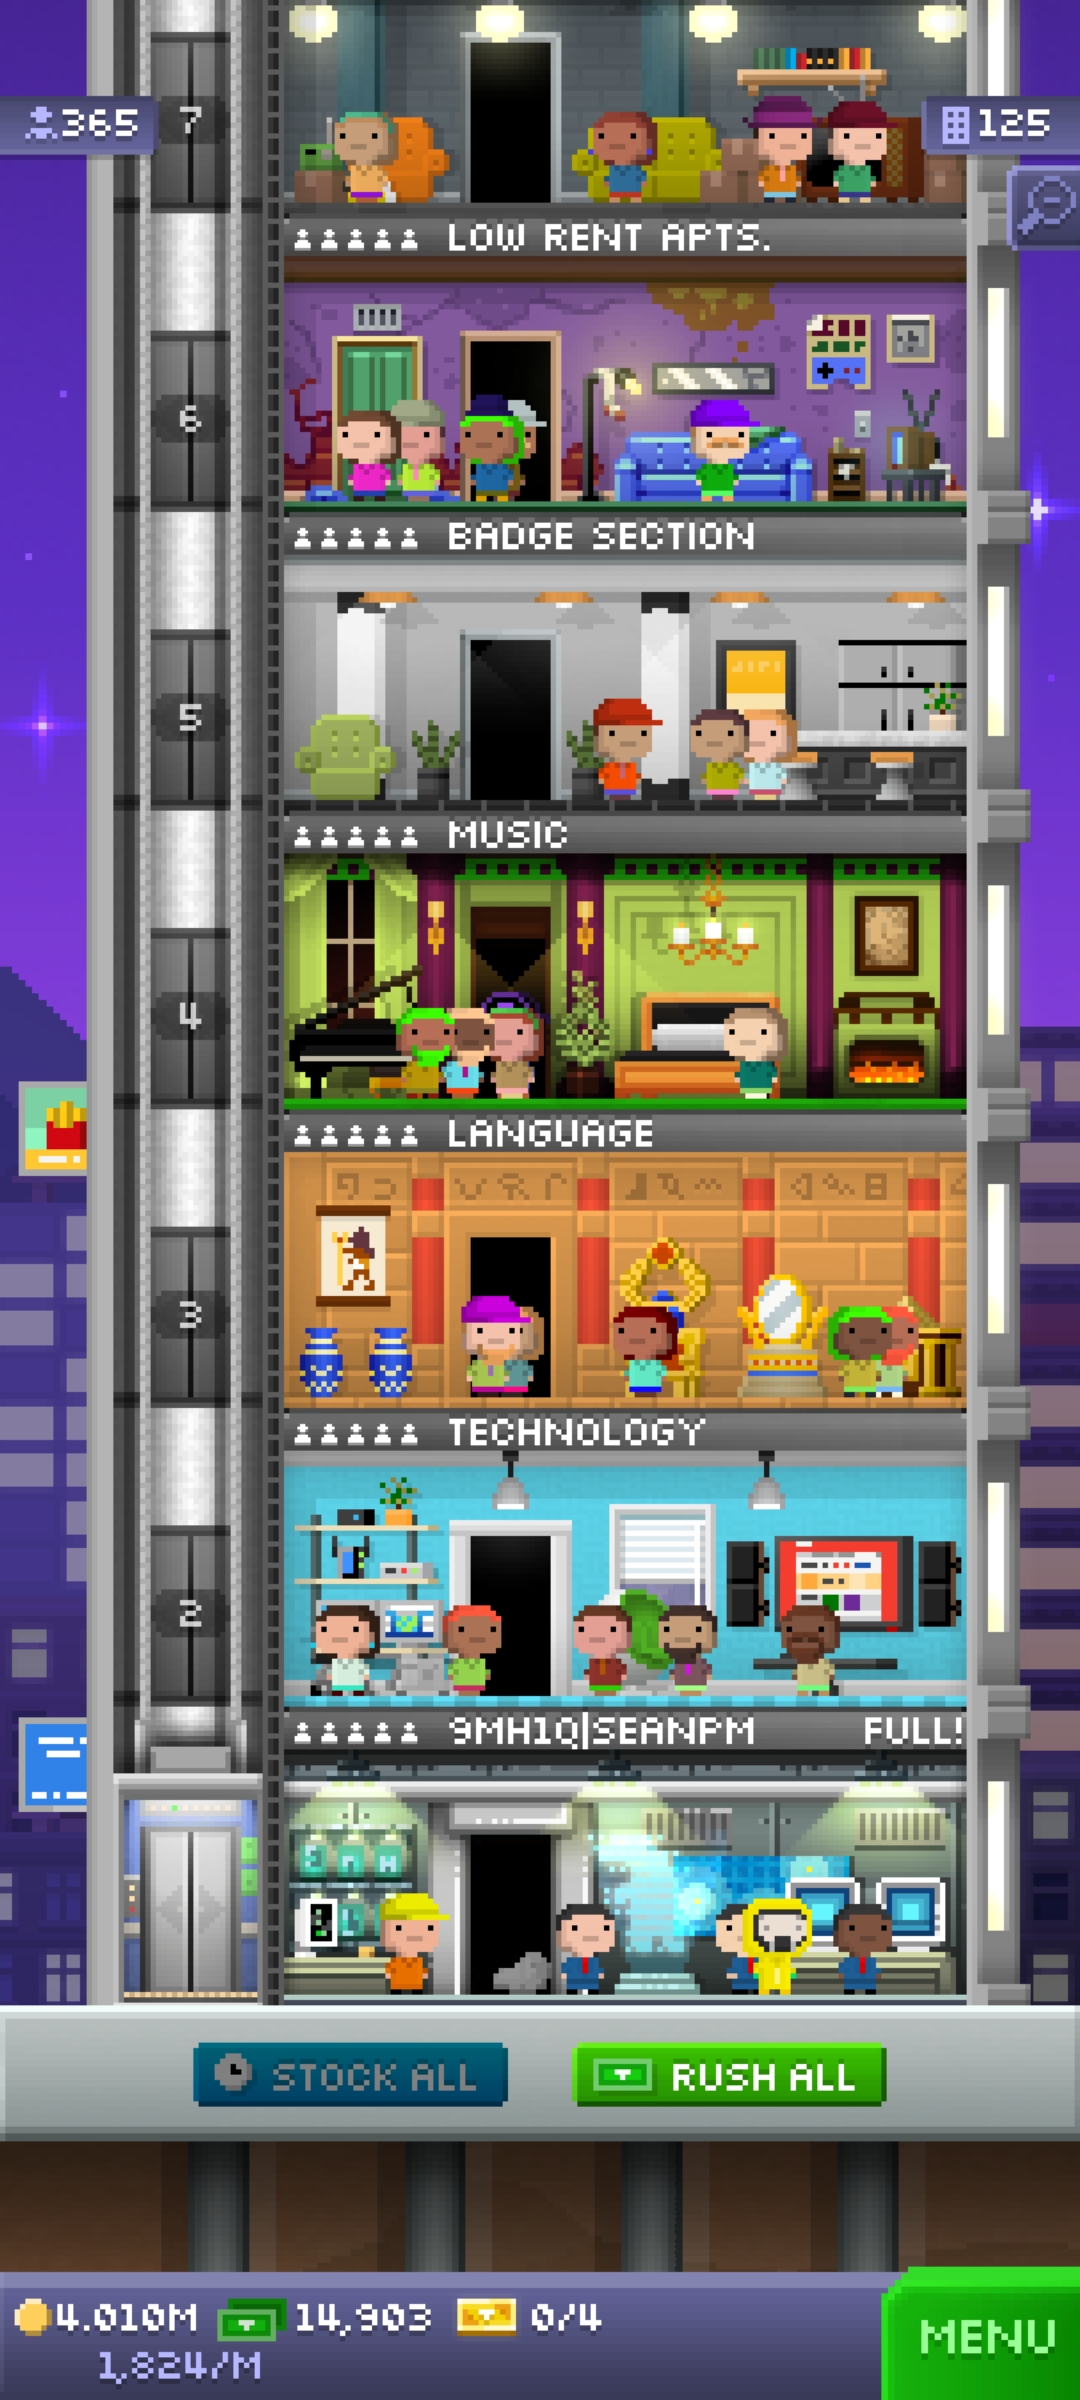 7
365
125
LOW RENT APTS.
6
BADGE SECTION
5
MUSIC
4
LANGUAGE
3
TECHNOLOGY
2
9MH1Q|SEANPM FULL!
STOCK ALL
RUSH ALL
4.010M 14,903 0/4
1,824/M
MENU